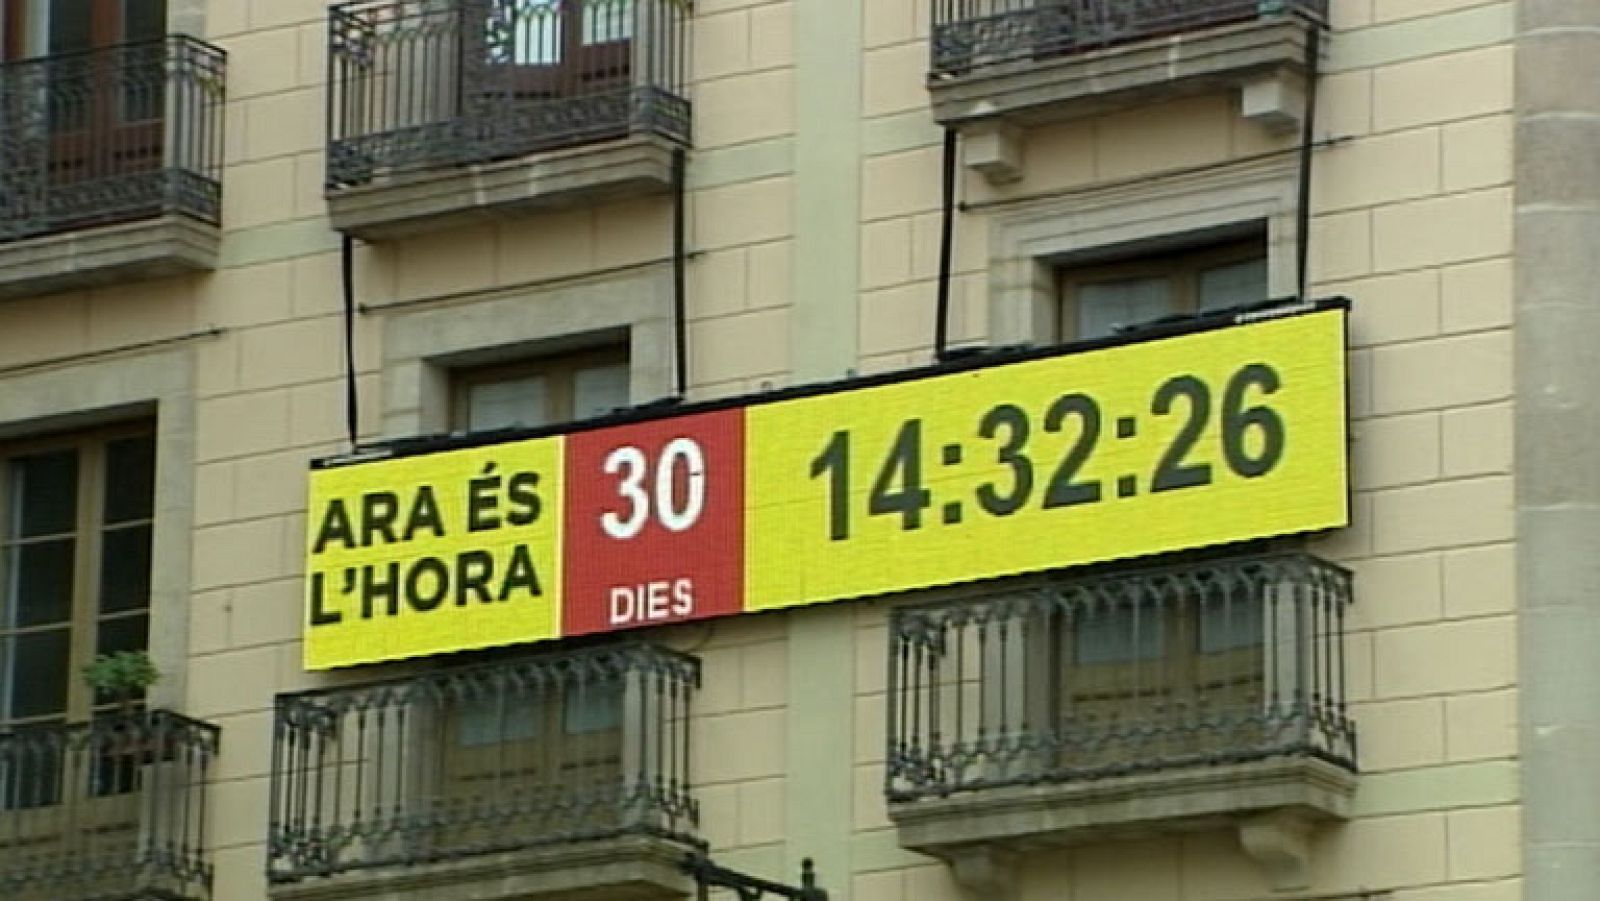 ARA ÉS
L'HORA
30
DIES
14:32:26